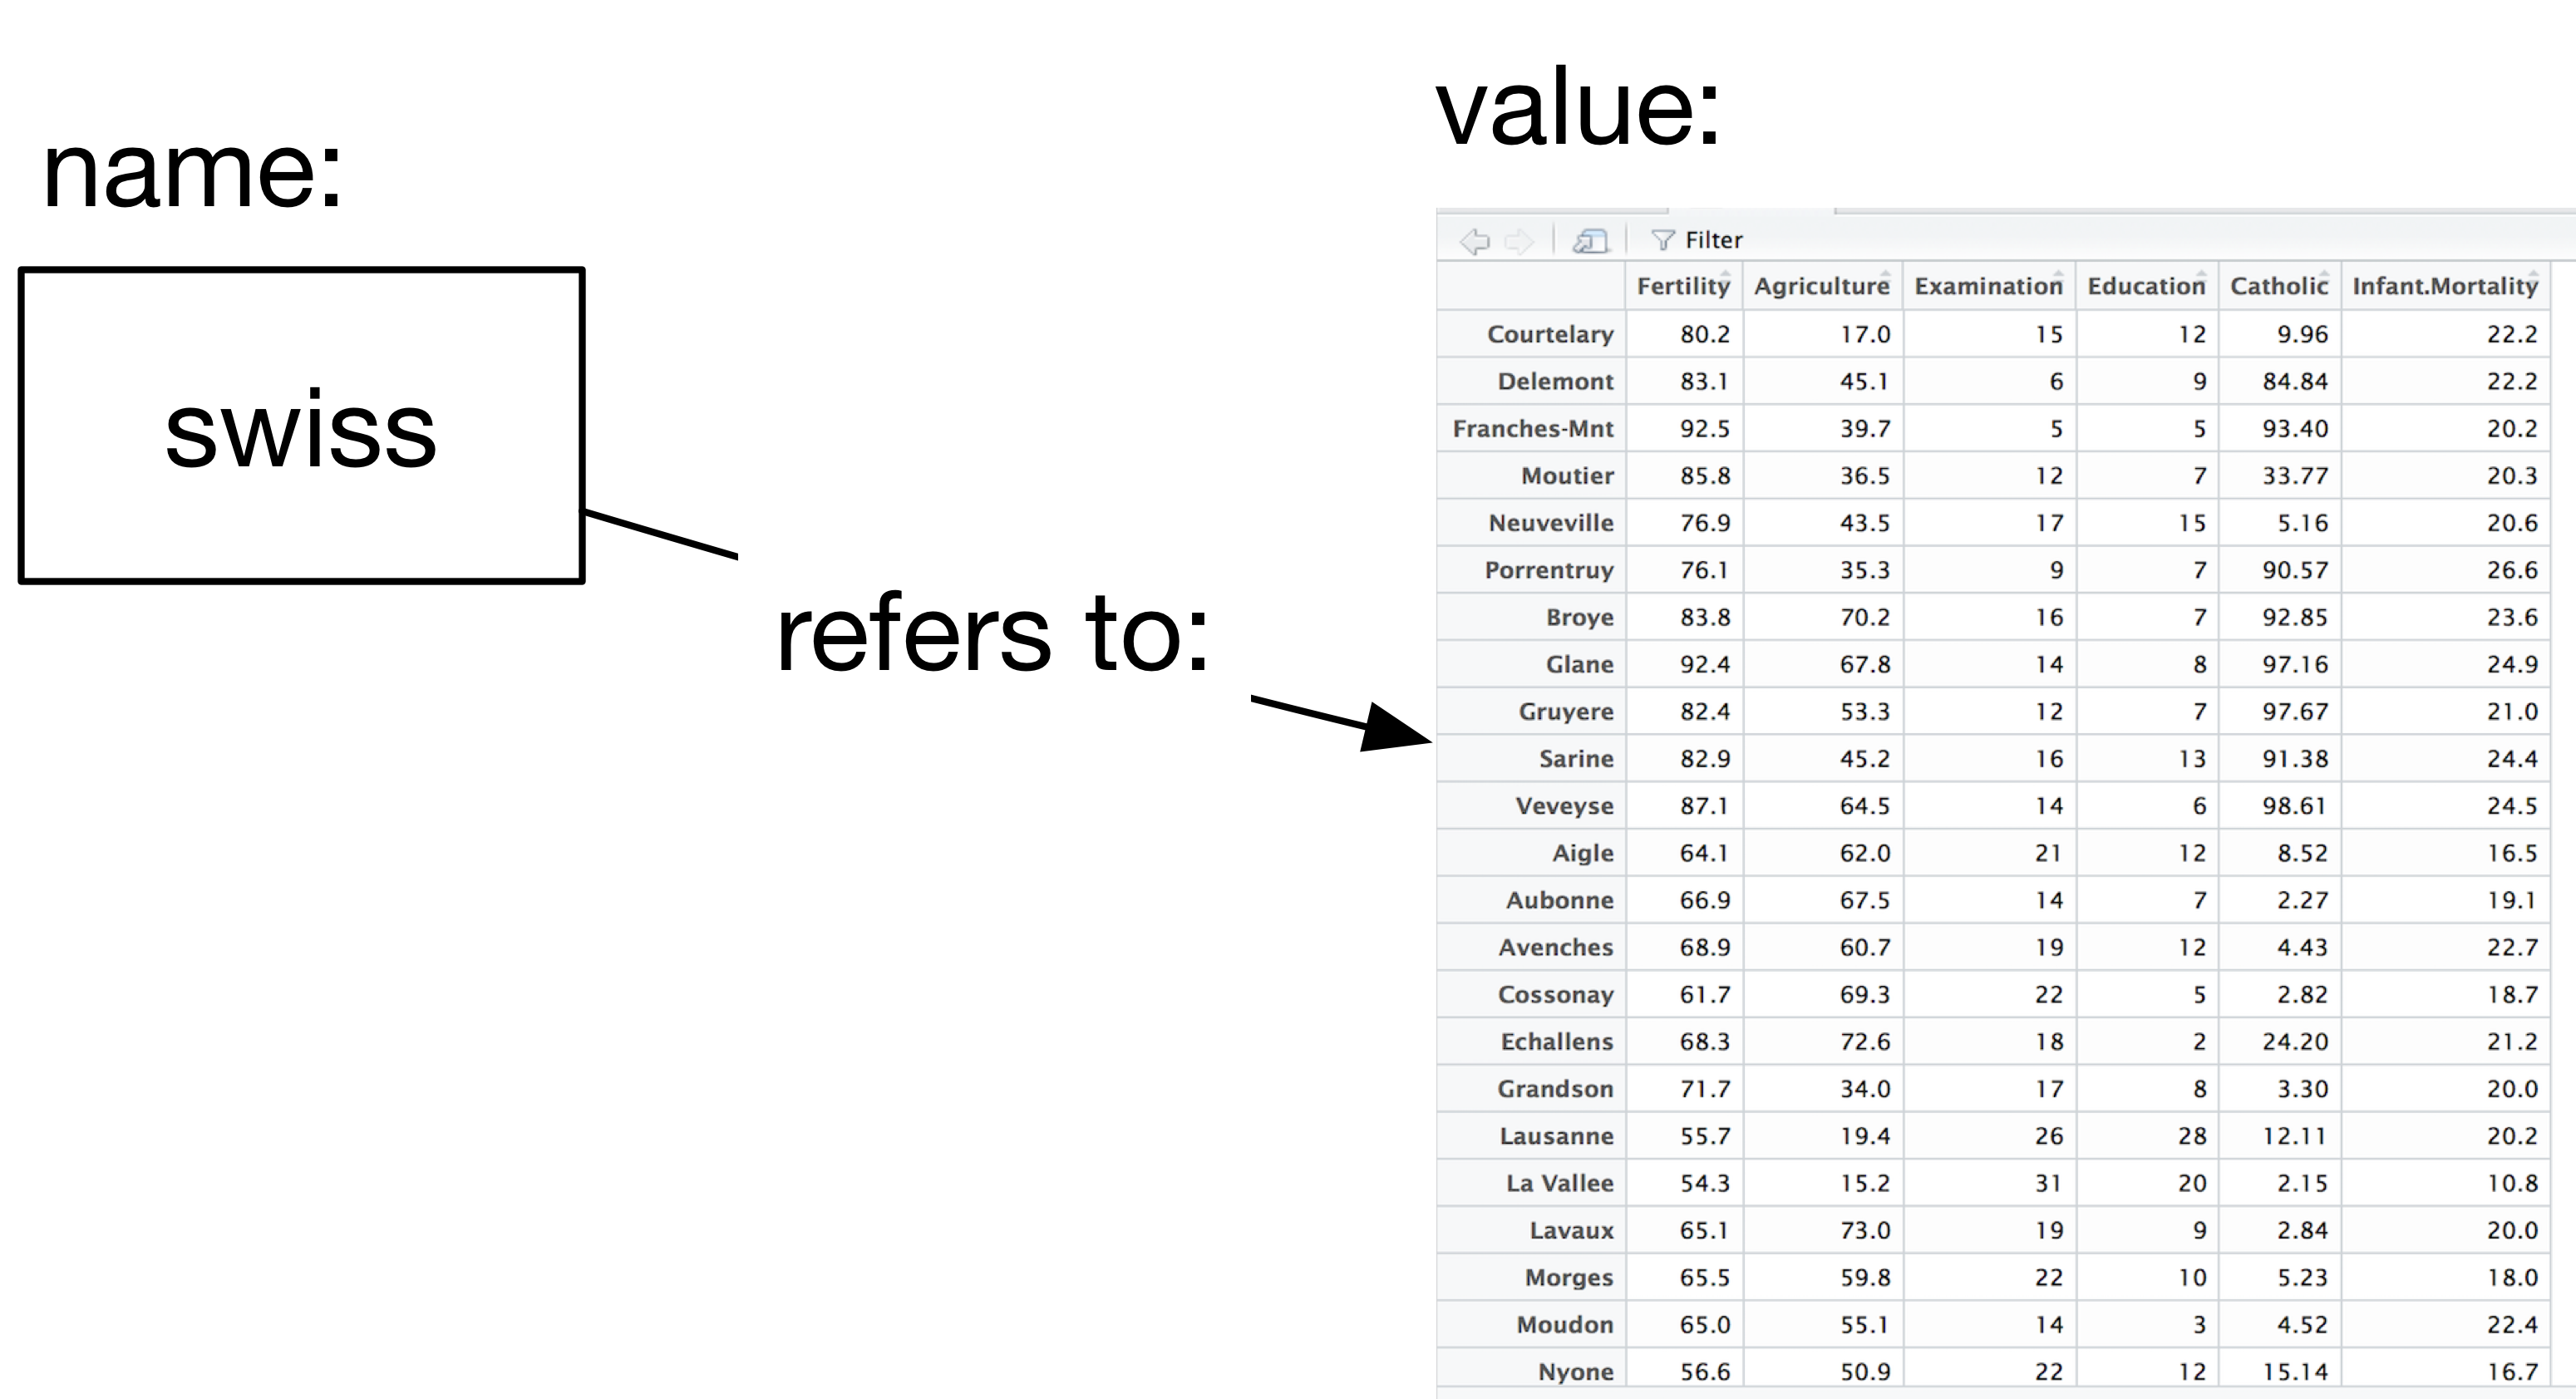 name:
swiss
refers to:
value:
Filter
Fertility Agriculture Examination Education Catholic Infant.Mortality
Courtelary 80.2 17.0 15 12 9.96 22.2
Delemont 83.1 45.1 6 9 84.84 22.2
Franches-Mnt 92.5 39.7 5 5 93.40 20.2
Moutier 85.8 36.5 12 7 33.77 20.3
Neuveville 76.9 43.5 17 15 5.16 20.6
Porrentruy 76.1 35.3 9 7 90.57 26.6
Broye 83.8 70.2 16 7 92.85 23.6
Glane 92.4 67.8 14 8 97.16 24.9
Gruyere 82.4 53.3 12 7 97.67 21.0
Sarine 82.9 45.2 16 13 91.38 24.4
Veveyse 87.1 64.5 14 6 98.61 24.5
Aigle 64.1 62.0 21 12 8.52 16.5
Aubonne 66.9 67.5 14 7 2.27 19.1
Avenches 68.9 60.7 19 12 4.43 22.7
Cossonay 61.7 69.3 22 5 2.82 18.7
Echallens 68.3 72.6 18 2 24.20 21.2
Grandson 71.7 34.0 17 8 3.30 20.0
Lausanne 55.7 19.4 26 28 12.11 20.2
La Vallee 54.3 15.2 31 20 2.15 10.8
Lavaux 65.1 73.0 19 9 2.84 20.0
Morges 65.5 59.8 22 10 5.23 18.0
Moudon 65.0 55.1 14 3 4.52 22.4
Nyone 56.6 50.9 22 12 15.14 16.7